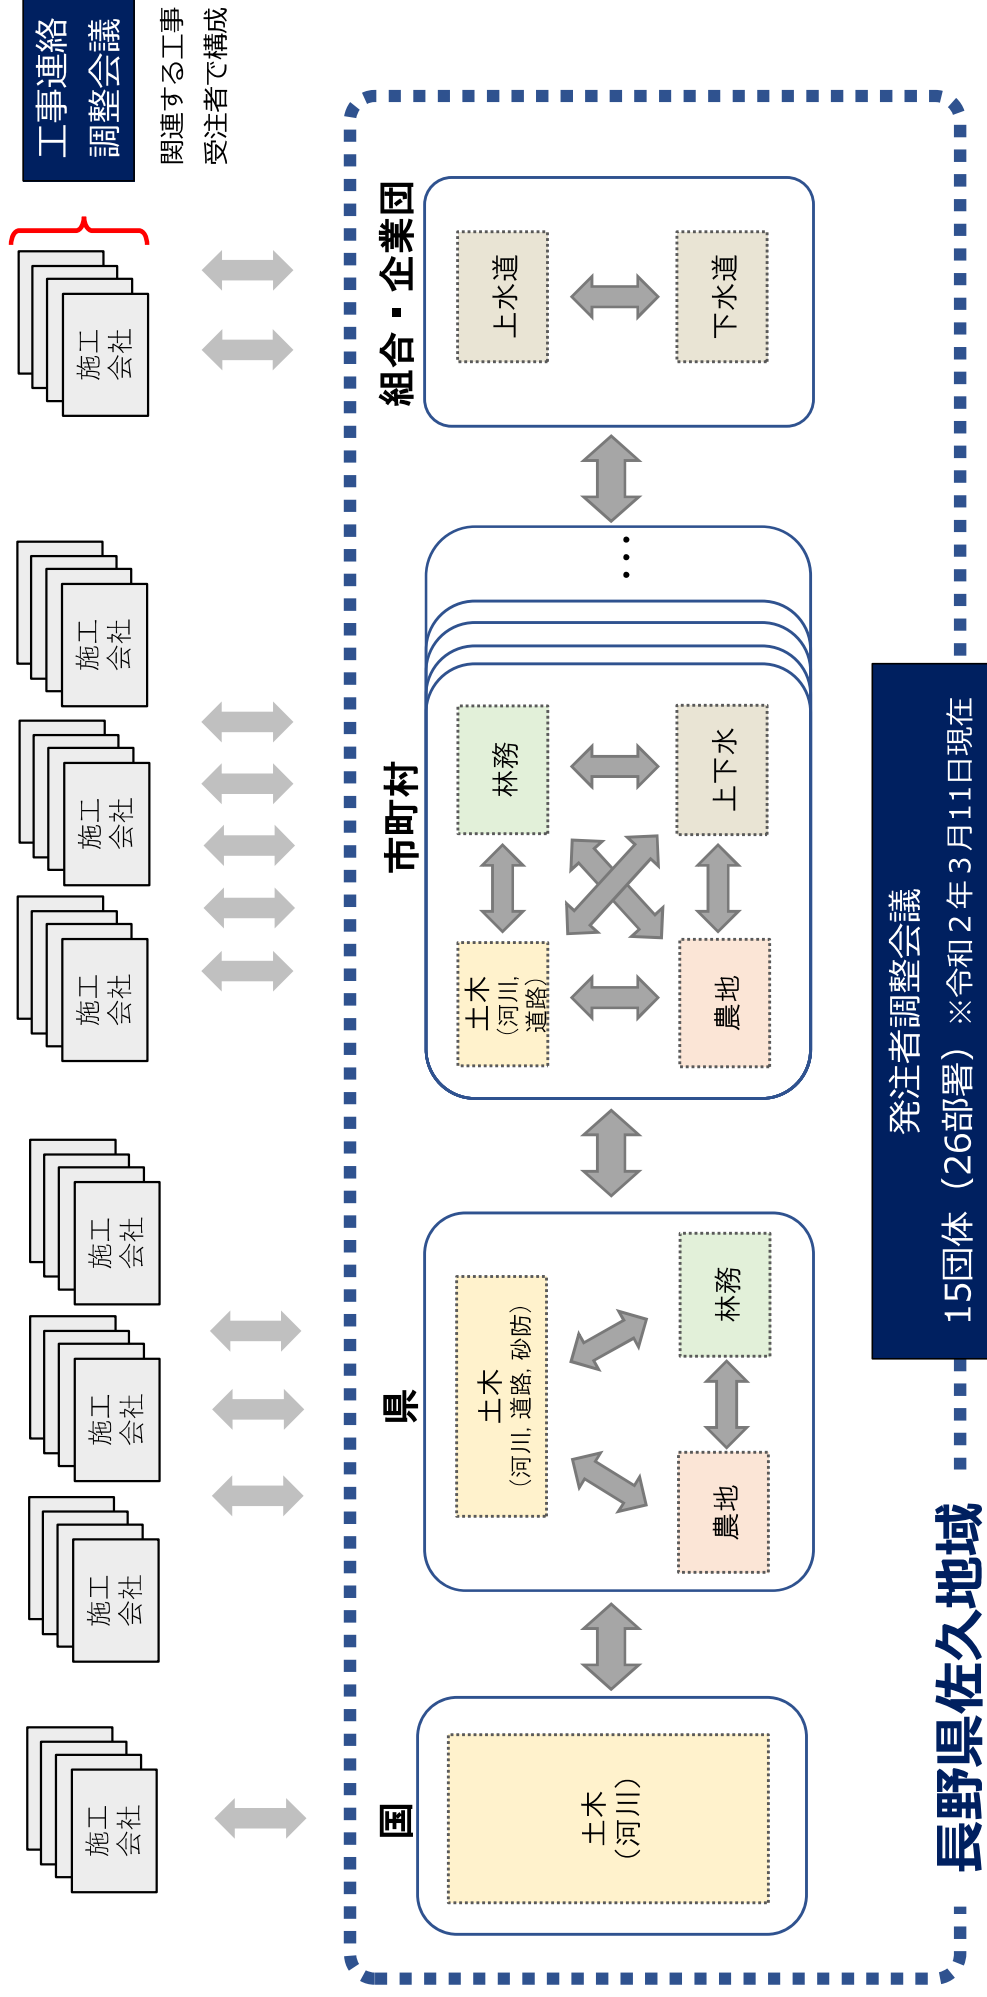 施工
会社
施工
会社
施工
会社
施工
会社
施工
会社
施工
会社
施工
会社
施工
会社
工事連絡
調整会議
関連する工事
受注者で構成
国
土木
(河川)
県
土木
(河川, 道路, 砂防)
農地
林務
市町村
土木
(河川,
道路)
林務
農地
上下水
…
組合・企業団
上水道
下水道
長野県佐久地域
発注者調整会議
15団体（26部署）※令和２年３月11日現在